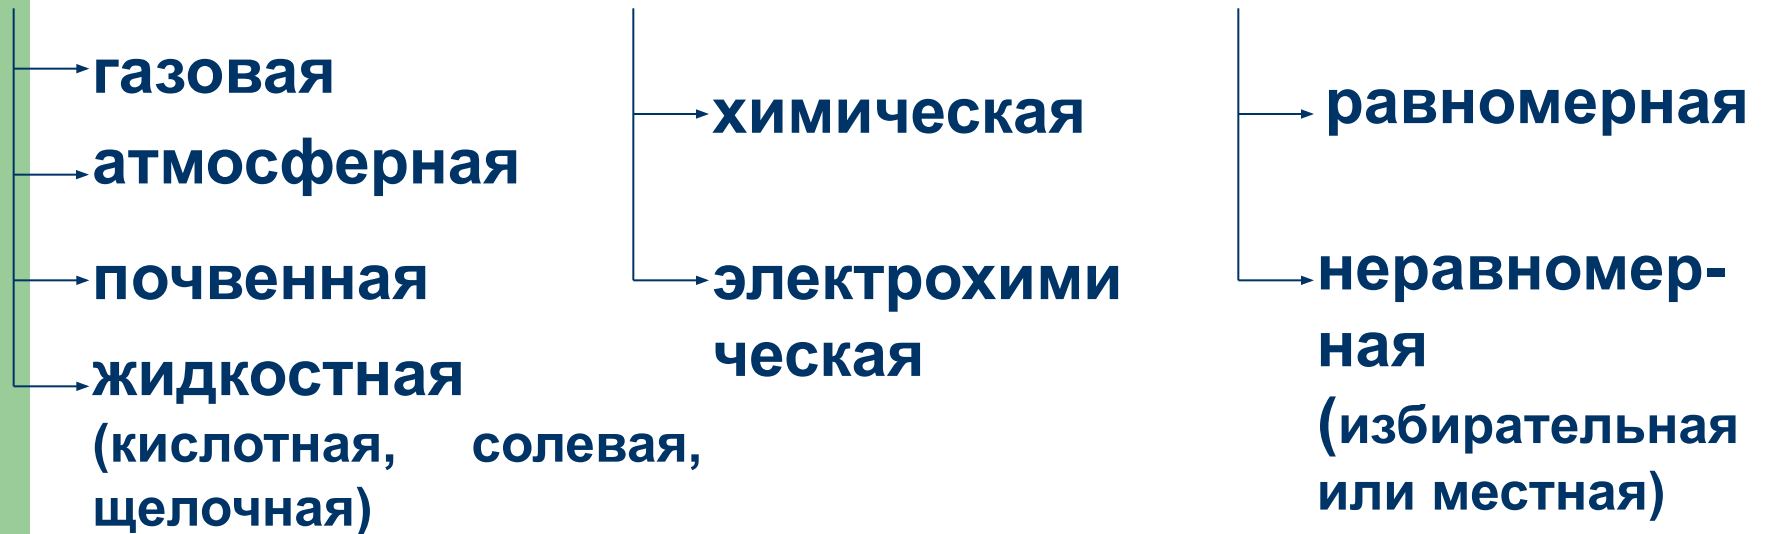 газовая
атмосферная
почвенная
жидкостная
(кислотная, солевая,
щелочная)
химическая
электрохими
ческая
равномерная
неравномер-
ная
(избирательная
или местная)